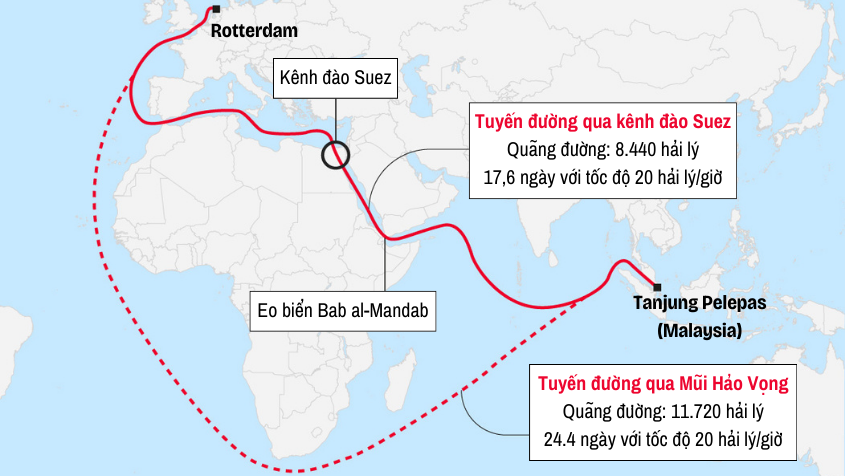 Rotterdam
Kênh đào Suez
Tuyến đường qua kênh đào Suez
Quãng đường: 8.440 hải lý
17,6 ngày với tốc độ 20 hải lý/giờ
Eo biển Bab al-Mandab
Tanjung Pelepas
(Malaysia)
Tuyến đường qua Mũi Hảo Vọng
Quãng đường: 11.720 hải lý
24.4 ngày với tốc độ 20 hải lý/giờ